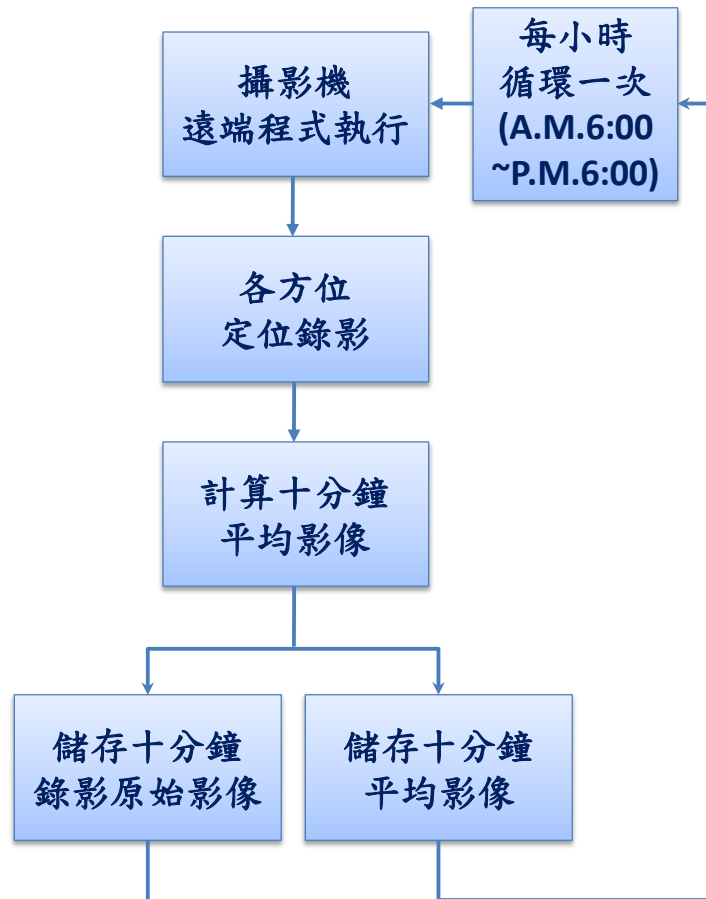 攝影機
遠端程式執行
每小時
循環一次
(A.M.6:00
~P.M.6:00)
各方位
定位錄影
計算十分鐘
平均影像
儲存十分鐘
錄影原始影像
儲存十分鐘
平均影像